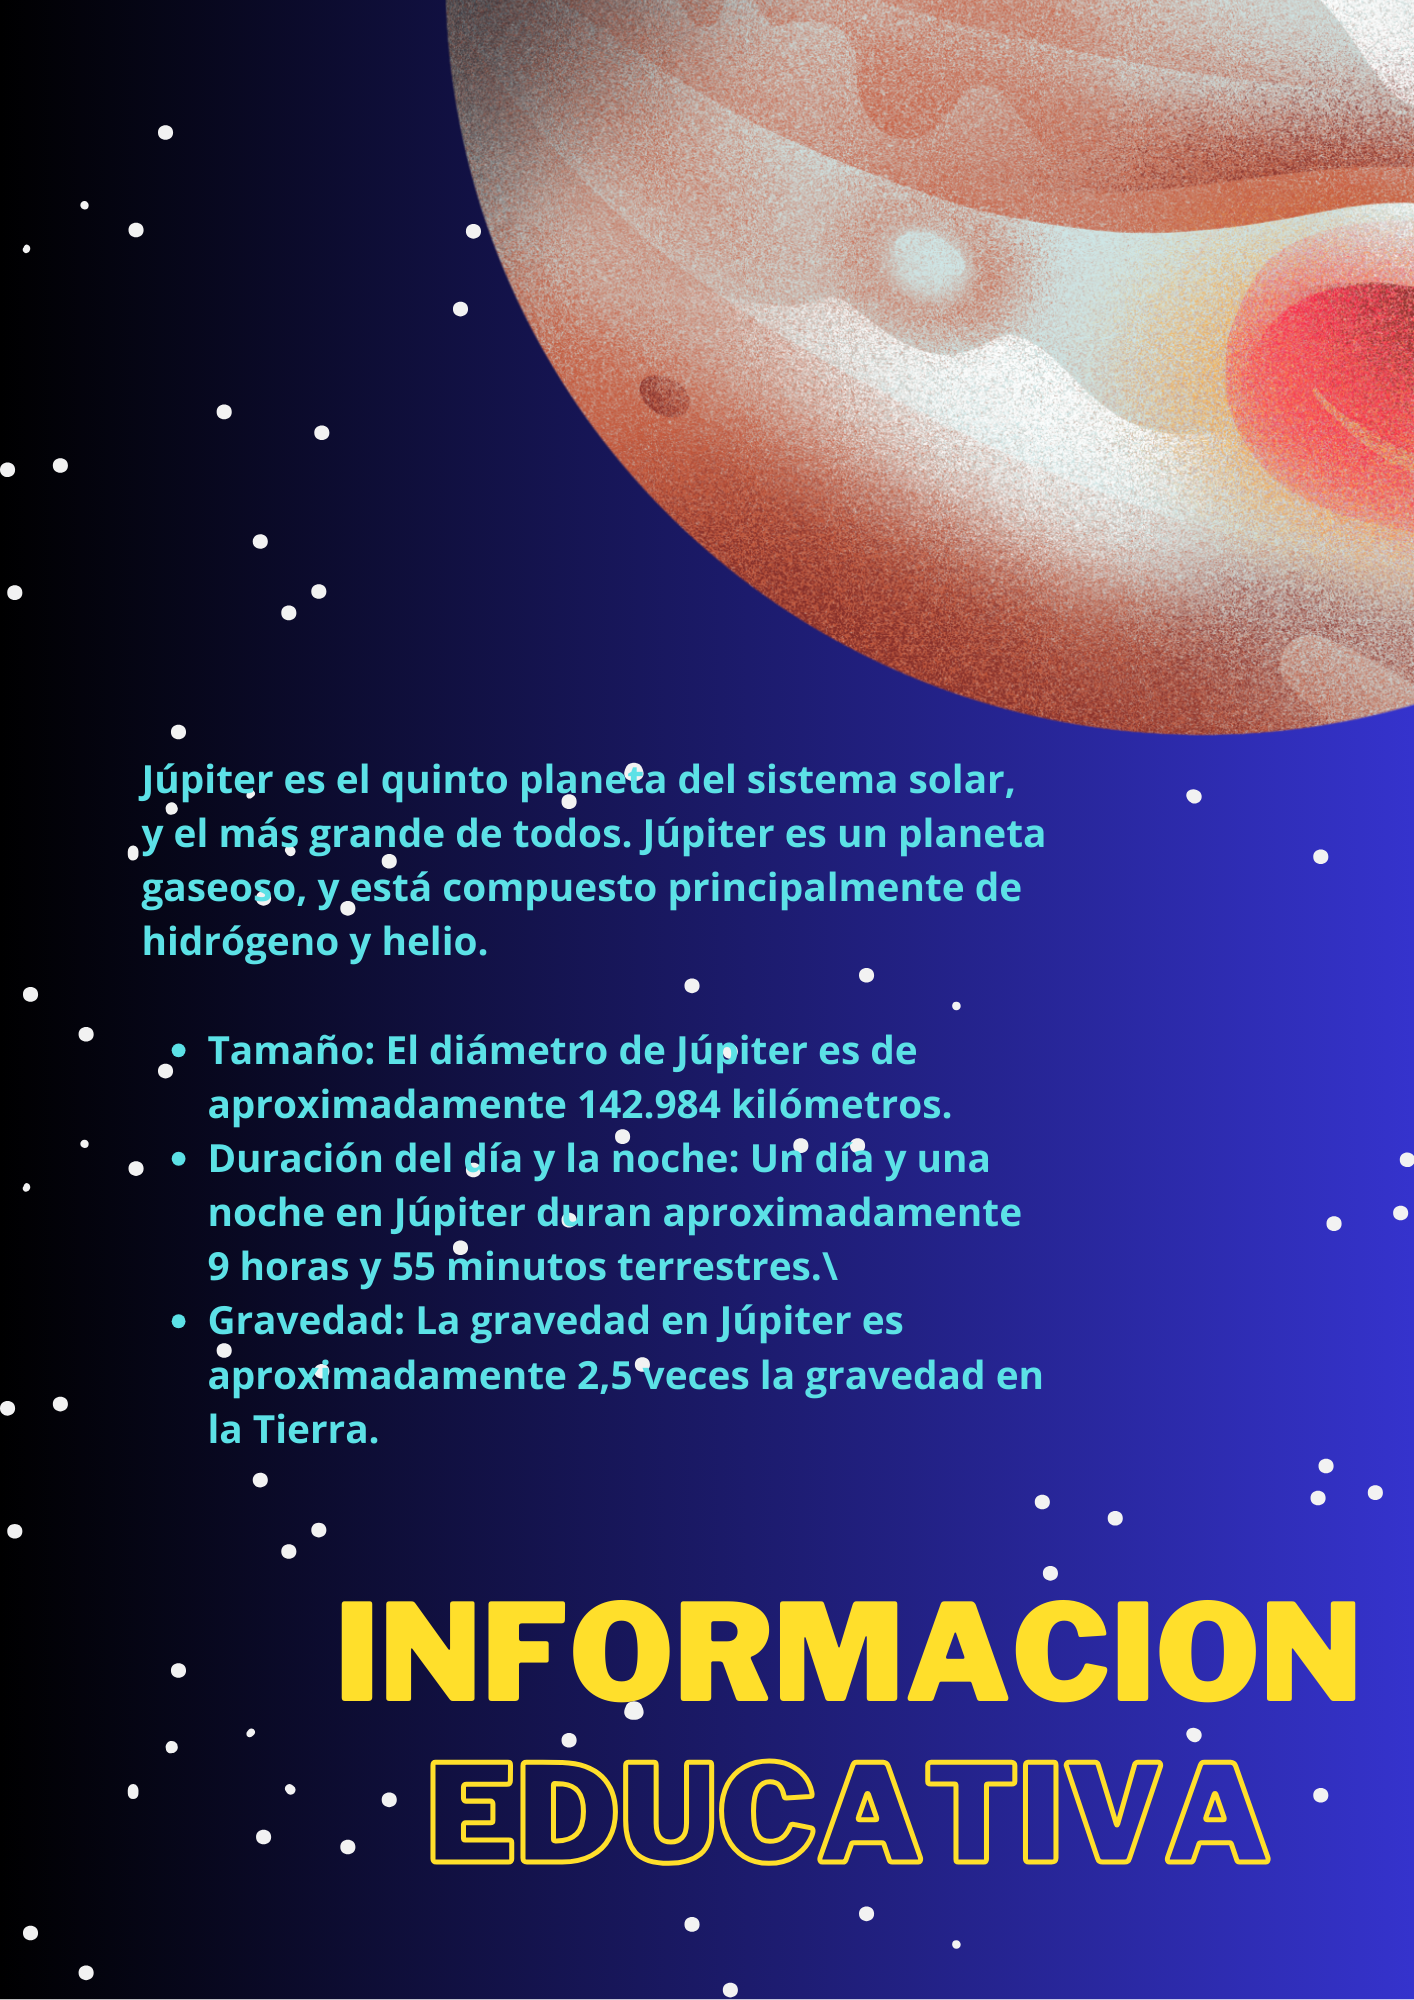 Júpiter es el quinto planeta del sistema solar,
y el más grande de todos. Júpiter es un planeta
gaseoso, y está compuesto principalmente de
hidrógeno y helio.
• Tamaño: El diámetro de Júpiter es de
aproximadamente 142.984 kilómetros.
• Duración del día y la noche: Un día y una
noche en Júpiter duran aproximadamente
9 horas y 55 minutos terrestres.\
• Gravedad: La gravedad en Júpiter es
aproximadamente 2,5 veces la gravedad en
la Tierra.
INFORMACION
EDUCATIVA